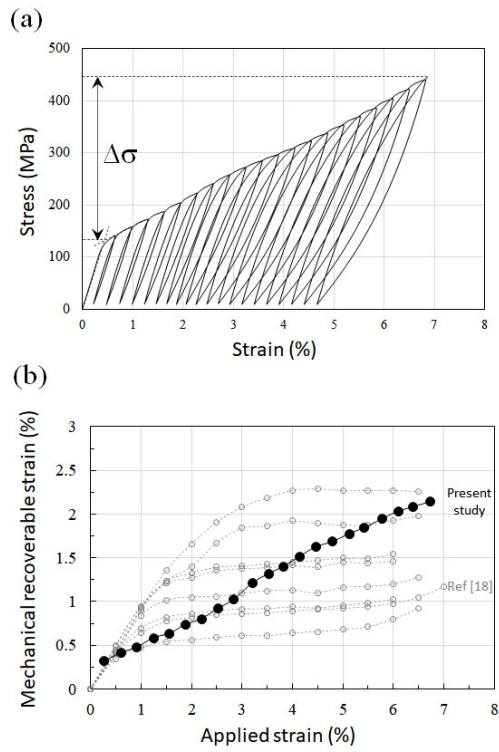 (a)
500
400
300
200
100
0
Stress (MPa)
Δσ
0 1 2 3 4 5 6 7 8
Strain (%)
(b)
3
2.5
2
1.5
1
0.5
0
Mechanical recoverable strain (%)
Present
study
Ref [18]
0 1 2 3 4 5 6 7 8
Applied strain (%)